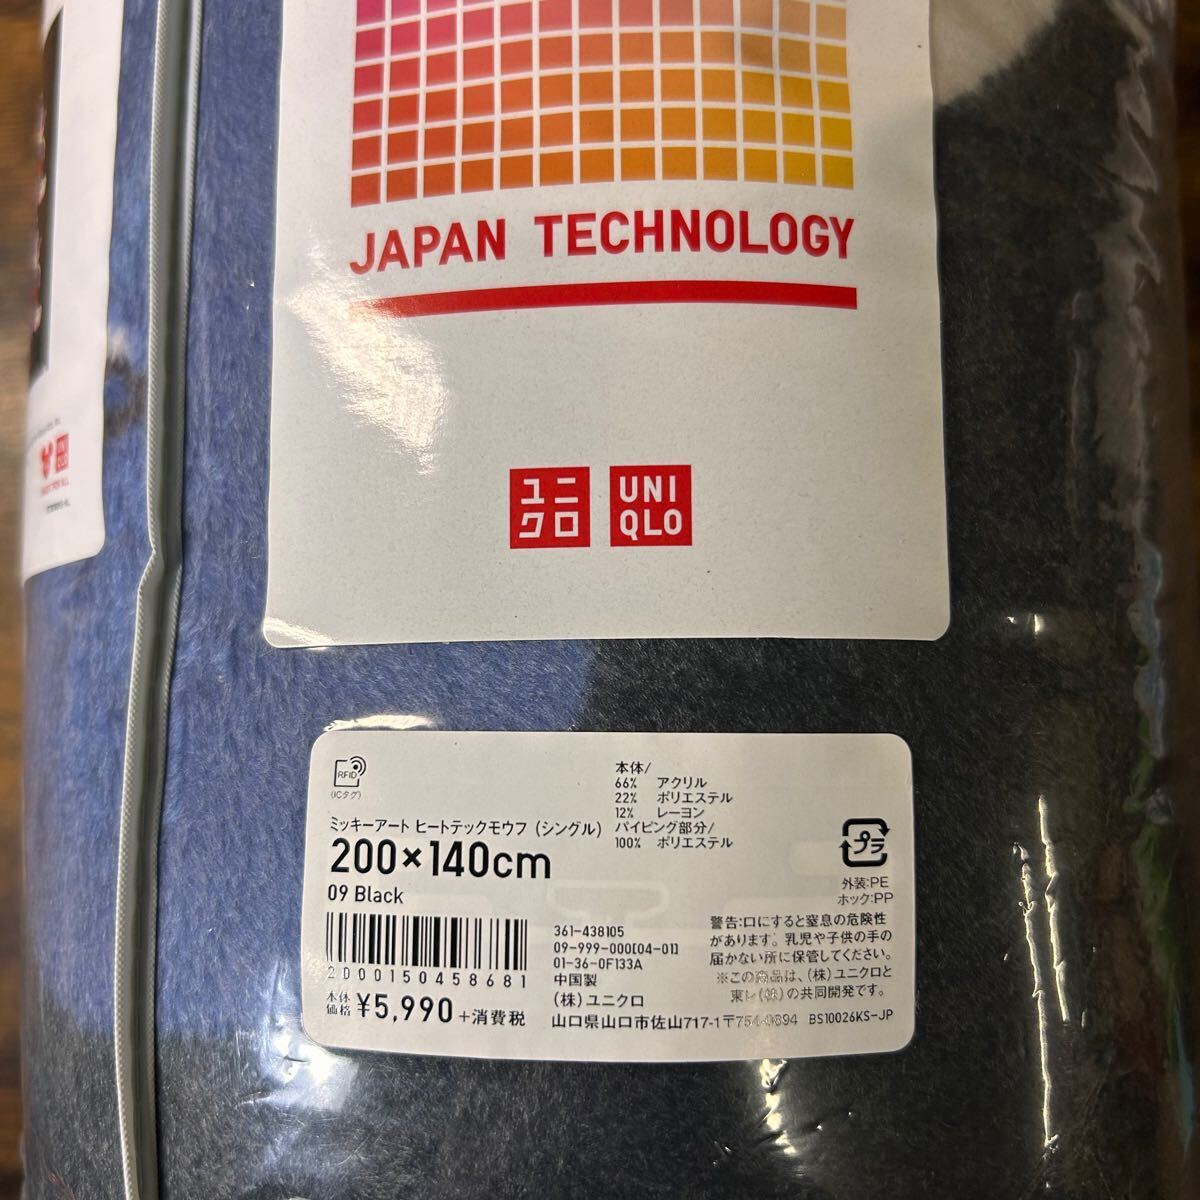 JAPAN TECHNOLOGY
ユニ
クロ
UNI
QLO
RFID
(ICタグ)
ミッキーアート ヒートテックモウフ (シングル)
200×140cm
09 Black
2000150458681
本体
価格 ¥5,990 +消費税
本体/
66% アクリル
22% ポリエステル
12% レーヨン
パイピング部分/
100% ポリエステル
プラ
外装:PE
ホック:PP
361-438105
09-999-000[04-01]
01-36-0F133A
中国製
(株)ユニクロ
山口県山口市佐山717-1〒754-0894 BS10026KS-JP
警告:口にすると窒息の危険性
があります。乳児や子供の手の
届かない所に保管してください。
※この商品は、(株)ユニクロと
東レ(株)の共同開発です。